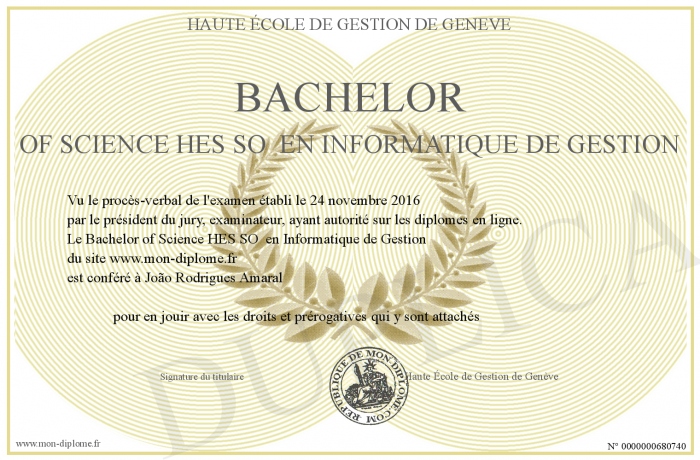 HAUTE ÉCOLE DE GESTION DE GENEVE
BACHELOR
OF SCIENCE HES SO EN INFORMATIQUE DE GESTION
Vu le procès-verbal de l'examen établi le 24 novembre 2016
par le président du jury, examinateur, ayant autorité sur les diplomes en ligne.
Le Bachelor of Science HES SO en Informatique de Gestion
du site www.mon-diplome.fr
est conféré à João Rodrigues Amaral
pour en jouir avec les droits et prérogatives qui y sont attachés
Signature du titulaire
REPUBLIQUE DE MON-DIPLOME.COM
Haute École de Gestion de Genève
DUPLICATA
www.mon-diplome.fr
N° 0000000680740